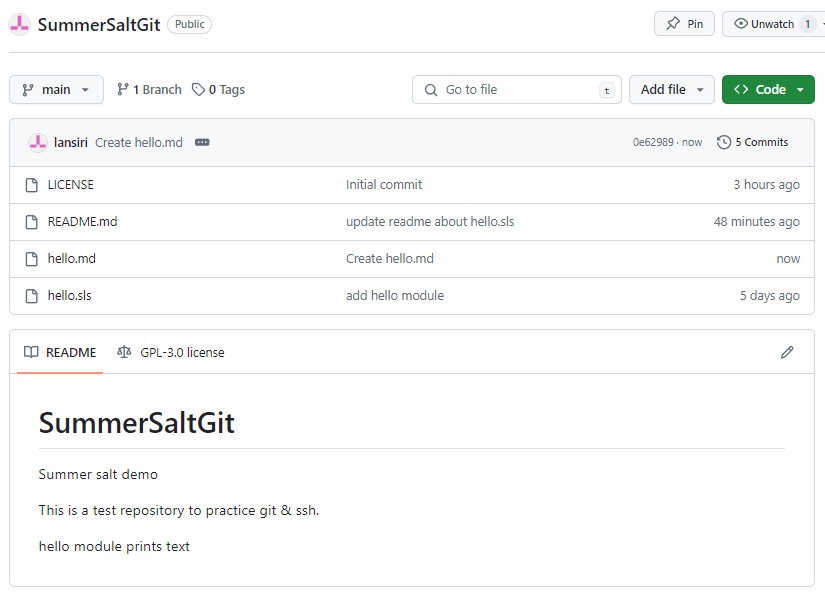 SummerSaltGit Public Pin Unwatch 1
main 1 Branch 0 Tags Go to file t Add file Code
lansiri Create hello.md 0e62989 · now 5 Commits
LICENSE Initial commit 3 hours ago
README.md update readme about hello.sls 48 minutes ago
hello.md Create hello.md now
hello.sls add hello module 5 days ago
README GPL-3.0 license
SummerSaltGit
Summer salt demo
This is a test repository to practice git & ssh.
hello module prints text